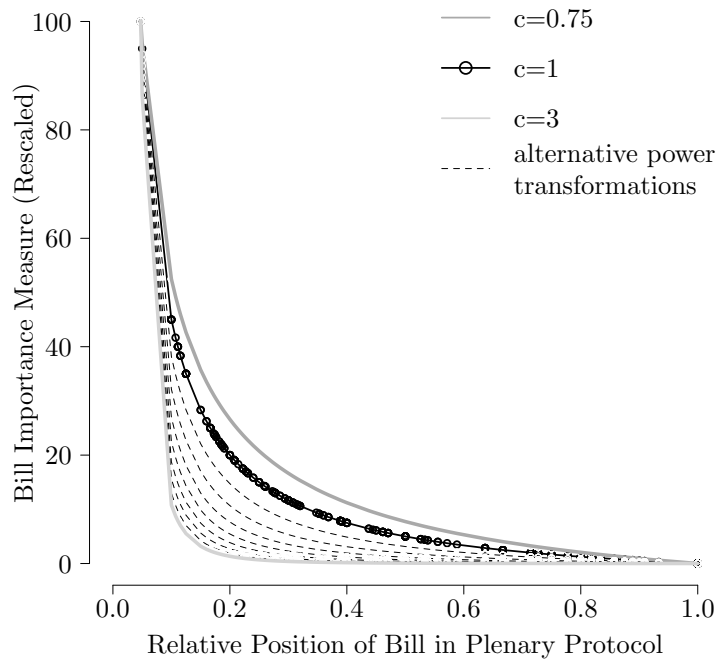 c=0.75
c=1
c=3
alternative power
transformations
Bill Importance Measure (Rescaled)
100
80
60
40
20
0
0.0 0.2 0.4 0.6 0.8 1.0
Relative Position of Bill in Plenary Protocol